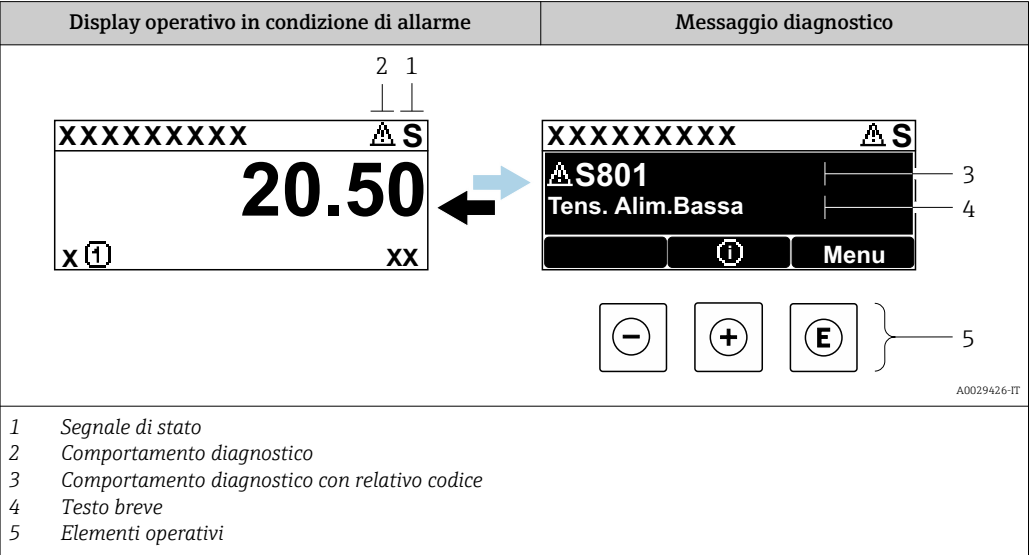 Display operativo in condizione di allarme
Messaggio diagnostico
2 1
XXXXXXXXX S
20.50
x 1 xx
XXXXXXXXX S
S801
Tens. Alim.Bassa
i Menu
3
4
− + E
5
A0029426-IT
1 Segnale di stato
2 Comportamento diagnostico
3 Comportamento diagnostico con relativo codice
4 Testo breve
5 Elementi operativi